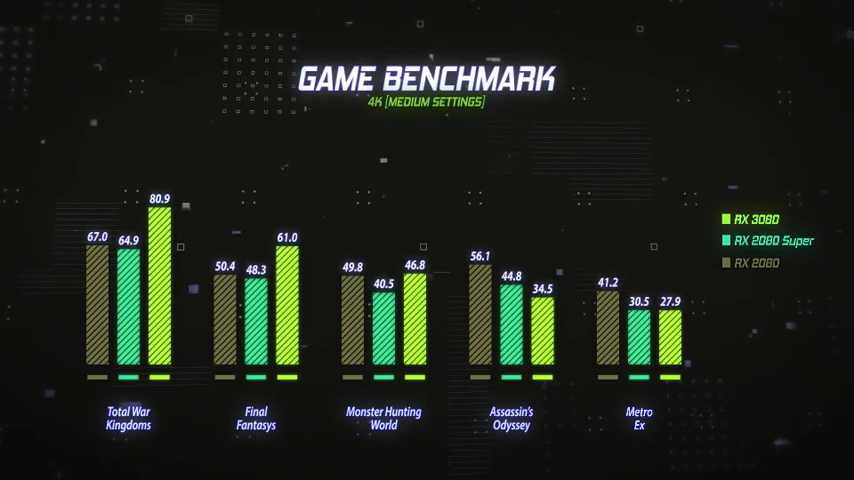 GAME BENCHMARK
4K [MEDIUM SETTINGS]
80.9
67.0
64.9
50.4
48.3
61.0
49.8
40.5
46.8
56.1
44.8
34.5
41.2
30.5
27.9
RX 3080
RX 2080 Super
RX 2080
Total War
Kingdoms
Final
Fantasys
Monster Hunting
World
Assassin's
Odyssey
Metro
Ex